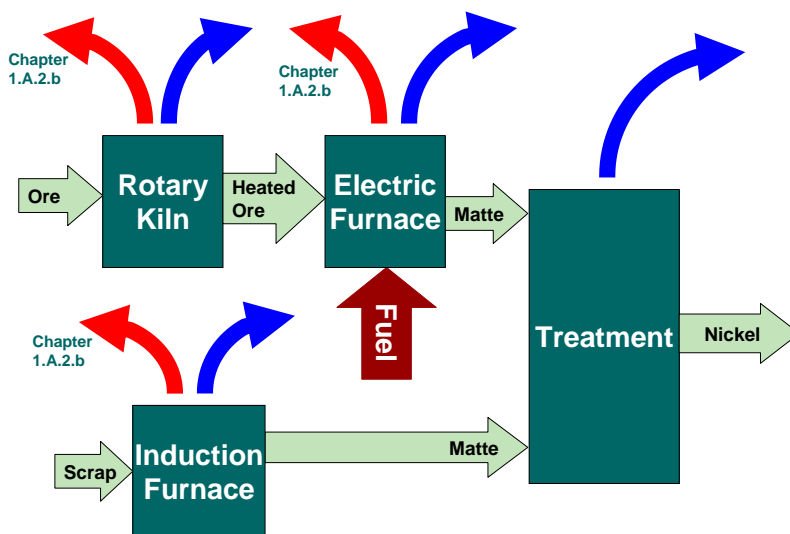 Chapter
1.A.2.b
Chapter
1.A.2.b
Ore
Rotary
Kiln
Heated
Ore
Electric
Furnace
Matte
Fuel
Treatment
Nickel
Chapter
1.A.2.b
Scrap
Induction
Furnace
Matte